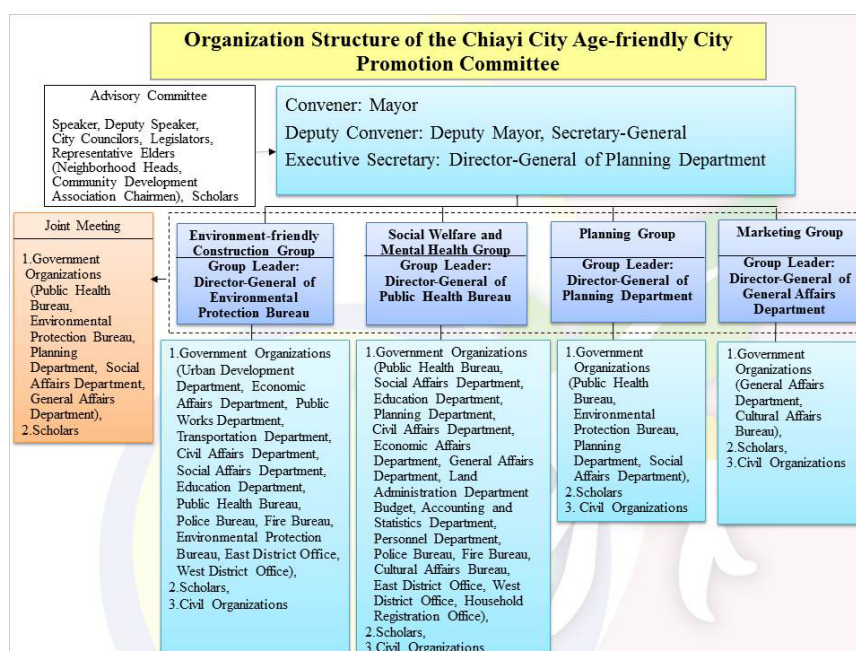 Organization Structure of the Chiayi City Age-friendly City
Promotion Committee
Advisory Committee
Speaker, Deputy Speaker,
City Councilors, Legislators,
Representative Elders
(Neighborhood Heads,
Community Development
Association Chairmen), Scholars
Convener: Mayor
Deputy Convener: Deputy Mayor, Secretary-General
Executive Secretary: Director-General of Planning Department
Joint Meeting
1.Government
Organizations
(Public Health
Bureau,
Environmental
Protection Bureau,
Planning
Department, Social
Affairs Department,
General Affairs
Department),
2.Scholars
Environment-friendly
Construction Group
Group Leader:
Director-General of
Environmental
Protection Bureau
1.Government Organizations
(Urban Development
Department, Economic
Affairs Department, Public
Works Department,
Transportation Department,
Civil Affairs Department,
Social Affairs Department,
Education Department,
Public Health Bureau,
Police Bureau, Fire Bureau,
Environmental Protection
Bureau, East District Office,
West District Office),
2.Scholars,
3.Civil Organizations
Social Welfare and
Mental Health Group
Group Leader:
Director-General of
Public Health Bureau
1.Government Organizations
(Public Health Bureau,
Social Affairs Department,
Education Department,
Planning Department,
Civil Affairs Department,
Economic Affairs
Department, General Affairs
Department, Land
Administration Department
Budget, Accounting and
Statistics Department,
Personnel Department,
Police Bureau, Fire Bureau,
Cultural Affairs Bureau,
East District Office, West
District Office, Household
Registration Office),
2.Scholars,
3.Civil Organizations
Planning Group
Group Leader:
Director-General of
Planning Department
1.Government
Organizations
(Public Health
Bureau,
Environmental
Protection Bureau,
Planning
Department, Social
Affairs Department),
2.Scholars
3. Civil Organizations
Marketing Group
Group Leader:
Director-General of
General Affairs
Department
1.Government
Organizations
(General Affairs
Department,
Cultural Affairs
Bureau),
2.Scholars,
3.Civil Organizations